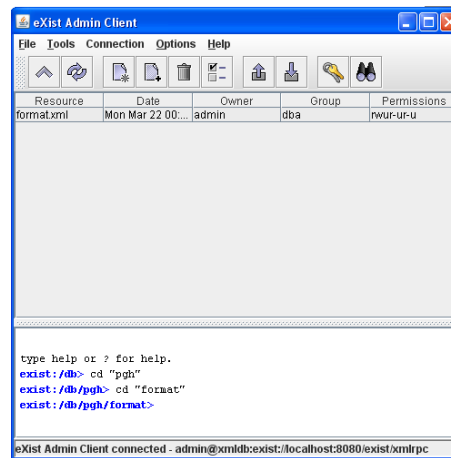 eXist Admin Client
File Tools Connection Options Help
Resource Date Owner Group Permissions
format.xml Mon Mar 22 00:... admin dba rwur-ur-u
type help or ? for help.
exist:/db> cd "pgh"
exist:/db/pgh> cd "format"
exist:/db/pgh/format>
eXist Admin Client connected - admin@xmldb:exist://localhost:8080/exist/xmlrpc